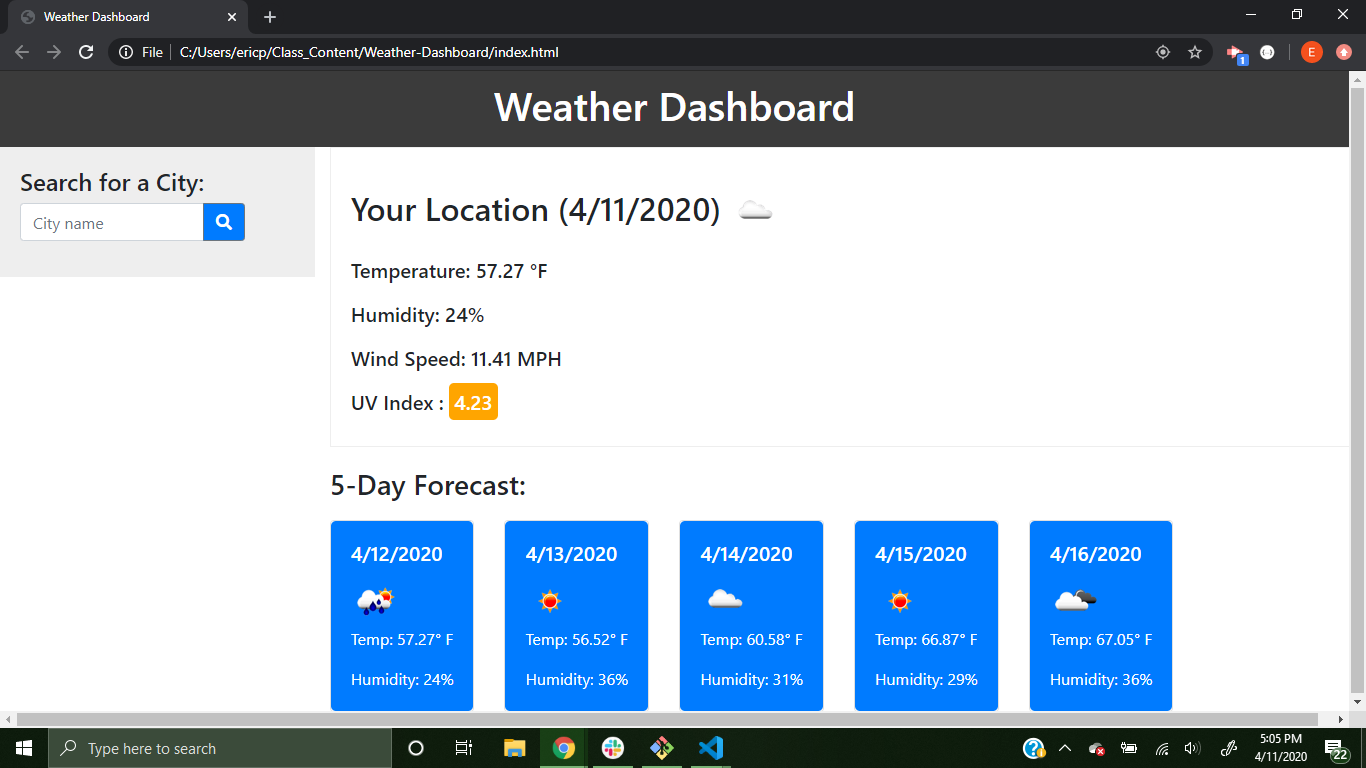 Weather Dashboard
File C:/Users/ericp/Class_Content/Weather-Dashboard/index.html
1
E
Weather Dashboard
Search for a City:
City name
Your Location (4/11/2020)
Temperature: 57.27 °F
Humidity: 24%
Wind Speed: 11.41 MPH
UV Index : 4.23
5-Day Forecast:
4/12/2020
Temp: 57.27° F
Humidity: 24%
4/13/2020
Temp: 56.52° F
Humidity: 36%
4/14/2020
Temp: 60.58° F
Humidity: 31%
4/15/2020
Temp: 66.87° F
Humidity: 29%
4/16/2020
Temp: 67.05° F
Humidity: 36%
Type here to search
5:05 PM
4/11/2020
22